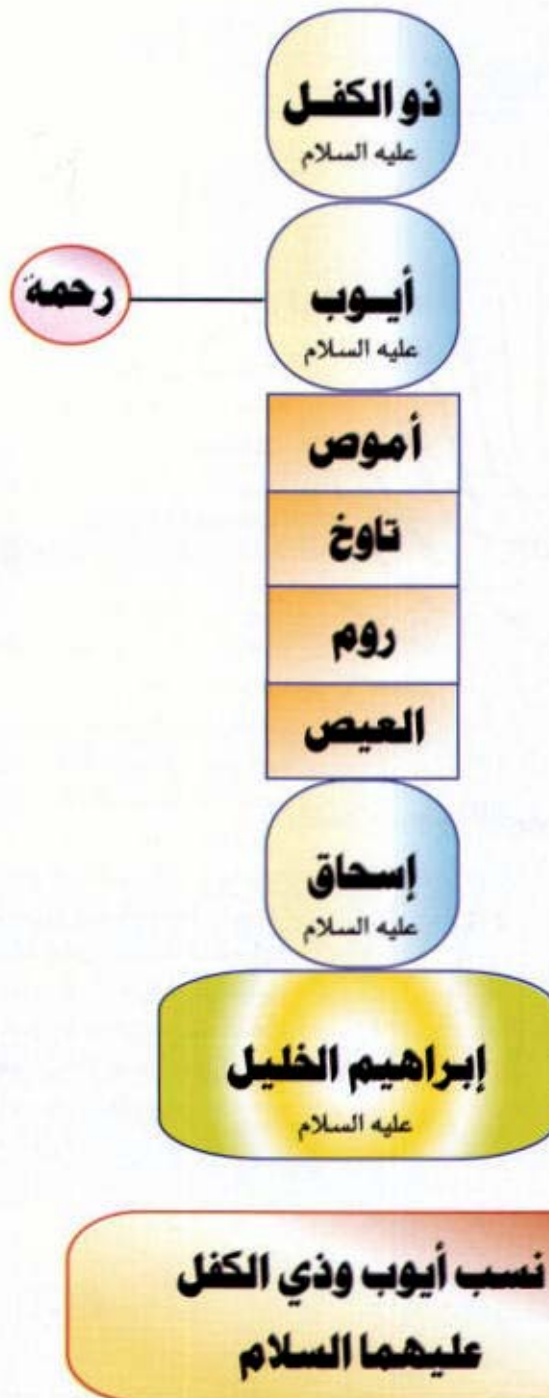 ذو الكفل
عليه السلام
أيوب
عليه السلام
رحمة
أموص
تاوخ
روم
العيص
إسحاق
عليه السلام
إبراهيم الخليل
عليه السلام
نسب أيوب وذي الكفل
عليهما السلام